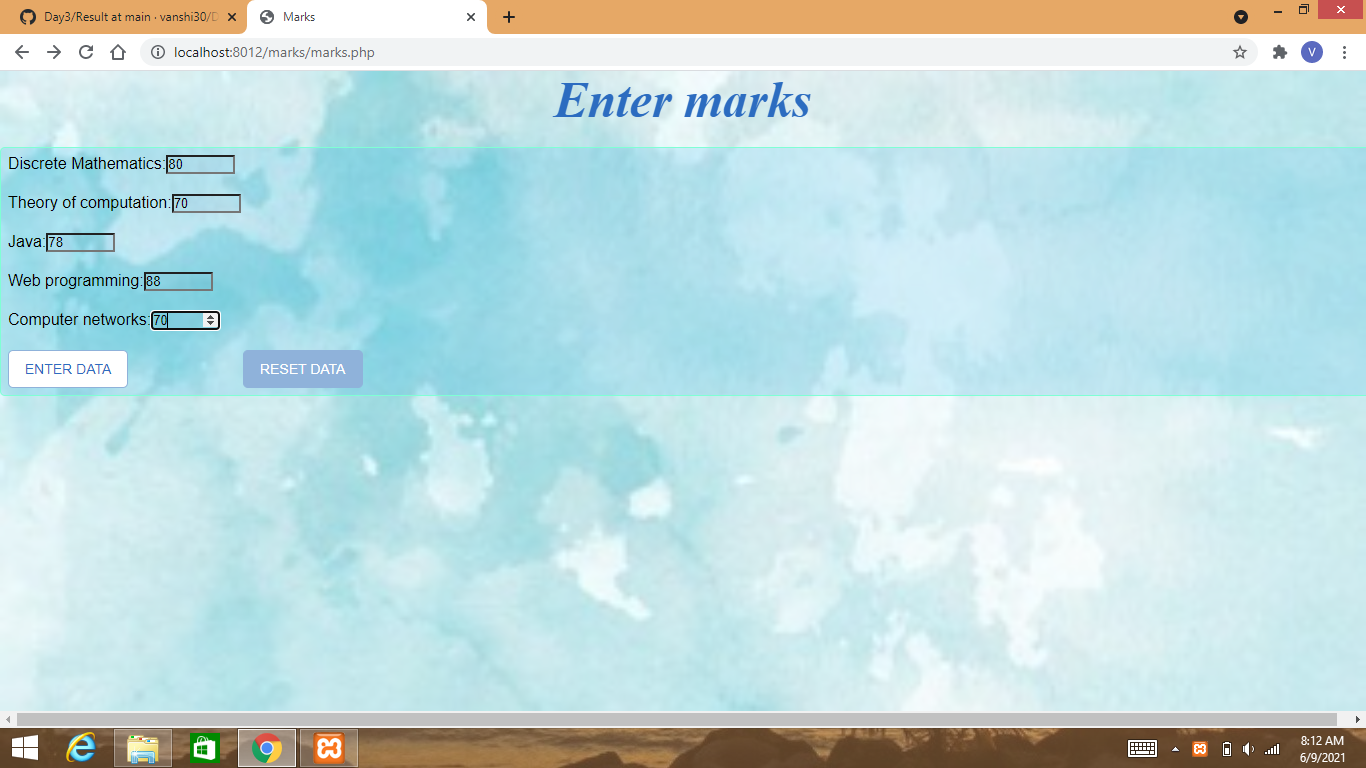 Day3/Result at main · vanshi30/D
Marks
localhost:8012/marks/marks.php
V
Enter marks
Discrete Mathematics:80
Theory of computation:70
Java:78
Web programming:88
Computer networks:70
ENTER DATA
RESET DATA
8:12 AM
6/9/2021